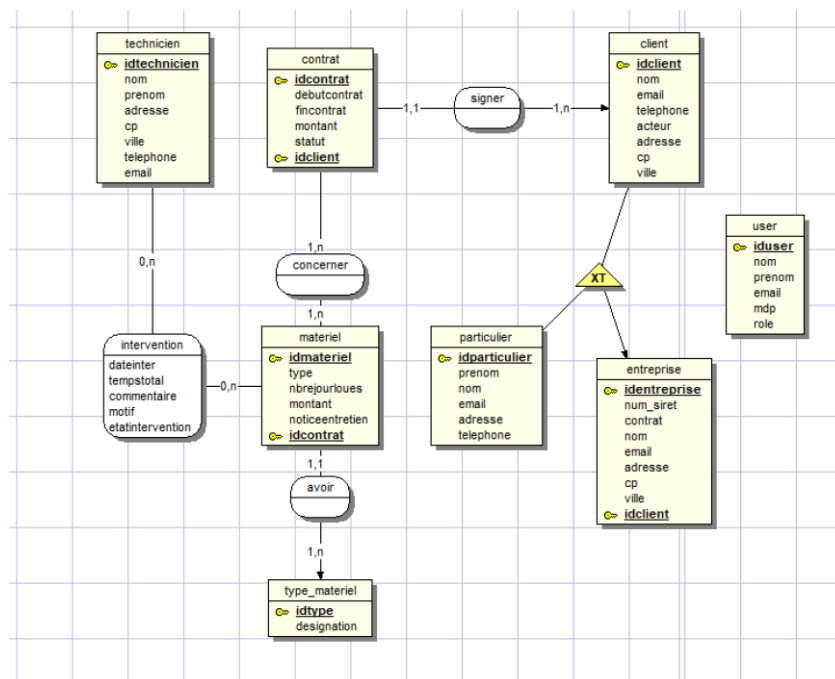 technicien
idtechnicien
nom
prenom
adresse
cp
ville
telephone
email
contrat
idcontrat
debutcontrat
fincontrat
montant
statut
idclient
1,1
signer
1,n
client
idclient
nom
email
telephone
acteur
adresse
cp
ville
user
iduser
nom
prenom
email
mdp
role
0,n
1,n
concerner
1,n
XT
intervention
dateinter
tempstotal
commentaire
motif
etatintervention
0,n
materiel
idmateriel
type
nbrejourloues
montant
noticeentretien
idcontrat
particulier
idparticulier
prenom
nom
email
adresse
telephone
entreprise
identreprise
num_siret
contrat
nom
email
adresse
cp
ville
idclient
1,1
avoir
1,n
type_materiel
idtype
designation